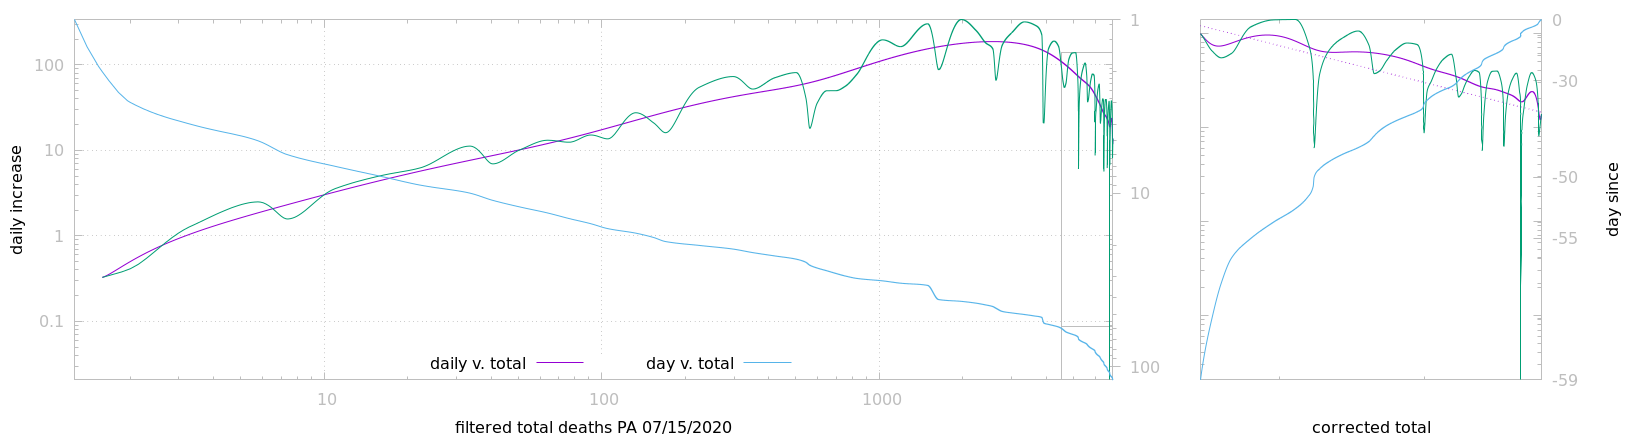 daily increase
100
10
1
0.1
daily v. total
day v. total
10
100
1000
filtered total deaths PA 07/15/2020
1
10
100
corrected total
0
-30
-50
-55
-59
day since